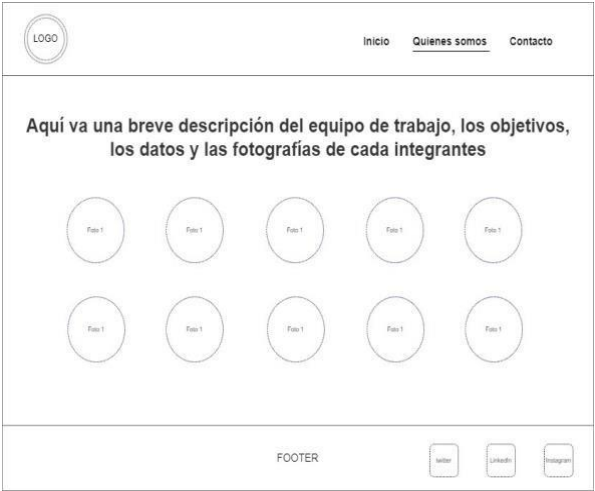 LOGO
Inicio Quienes somos Contacto
Aquí va una breve descripción del equipo de trabajo, los objetivos,
los datos y las fotografías de cada integrantes
Foto 1 Foto 1 Foto 1 Foto 1 Foto 1
Foto 1 Foto 1 Foto 1 Foto 1 Foto 1
FOOTER
twitter LinkedIn Instagram